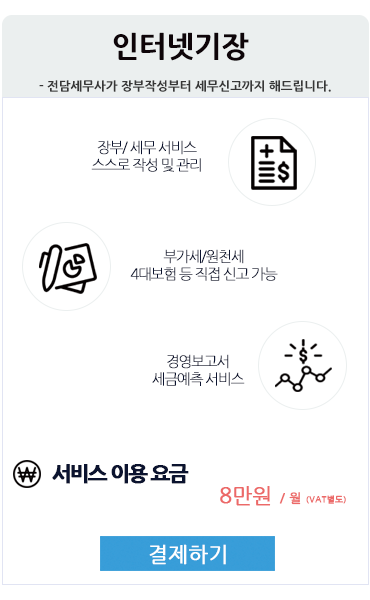 인터넷기장
- 전담세무사가 장부작성부터 세무신고까지 해드립니다.
장부/ 세무 서비스
스스로 작성 및 관리
부가세/원천세
4대보험 등 직접 신고 가능
경영보고서
세금예측 서비스
서비스 이용 요금
8만원 / 월 (VAT별도)
결제하기